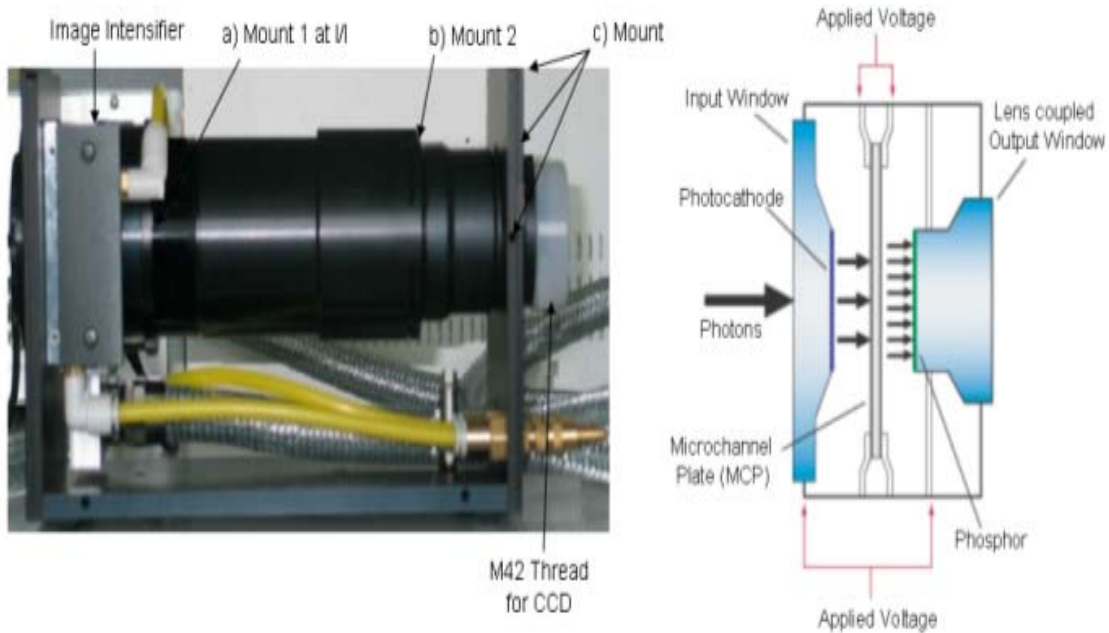 Image Intensifier
a) Mount 1 at I/I
b) Mount 2
c) Mount
M42 Thread
for CCD
Applied Voltage
Input Window
Lens coupled
Output Window
Photocathode
Photons
Microchannel
Plate (MCP)
Phosphor
Applied Voltage